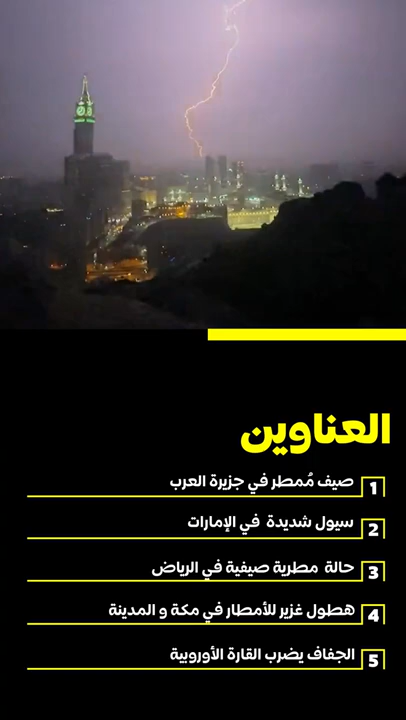 العناوين
1 صيف مُمطر في جزيرة العرب
2 سيول شديدة في الإمارات
3 حالة مطرية صيفية في الرياض
4 هطول غزير للأمطار في مكة و المدينة
5 الجفاف يضرب القارة الأوروبية